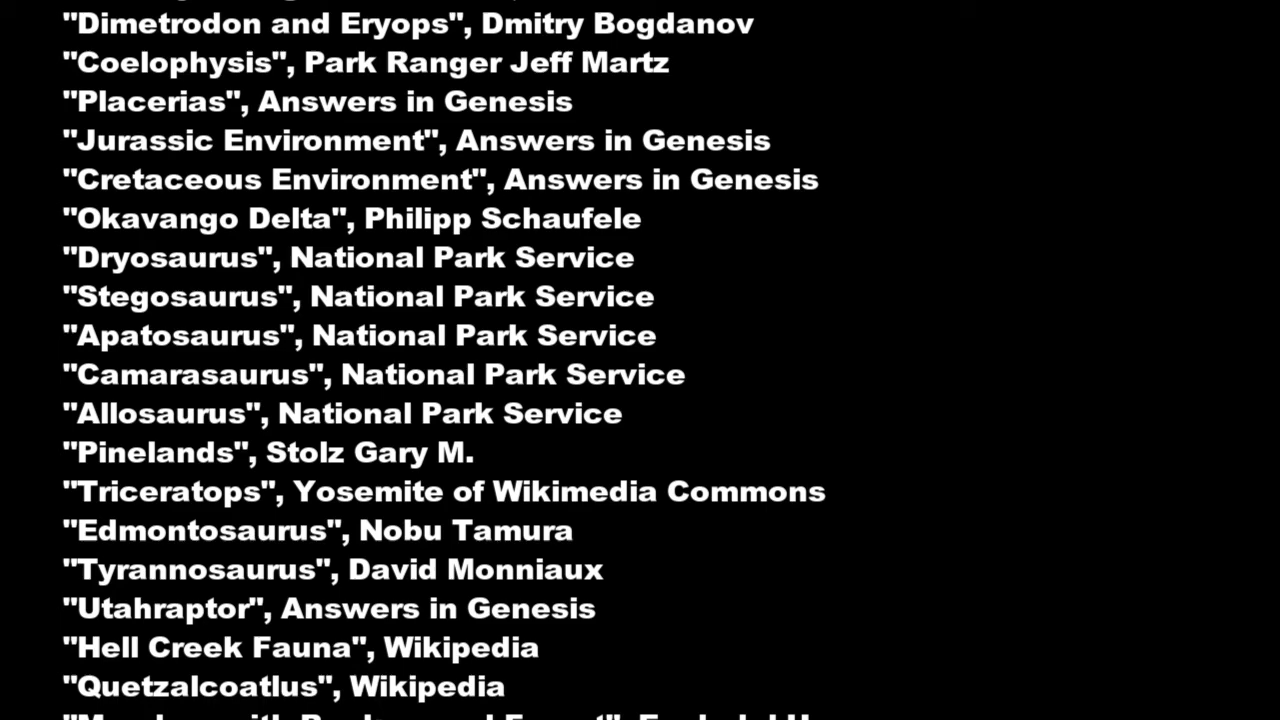 "Dimetrodon and Eryops", Dmitry Bogdanov
"Coelophysis", Park Ranger Jeff Martz
"Placerias", Answers in Genesis
"Jurassic Environment", Answers in Genesis
"Cretaceous Environment", Answers in Genesis
"Okavango Delta", Philipp Schaufele
"Dryosaurus", National Park Service
"Stegosaurus", National Park Service
"Apatosaurus", National Park Service
"Camarasaurus", National Park Service
"Allosaurus", National Park Service
"Pinelands", Stolz Gary M.
"Triceratops", Yosemite of Wikimedia Commons
"Edmontosaurus", Nobu Tamura
"Tyrannosaurus", David Monniaux
"Utahraptor", Answers in Genesis
"Hell Creek Fauna", Wikipedia
"Quetzalcoatlus", Wikipedia